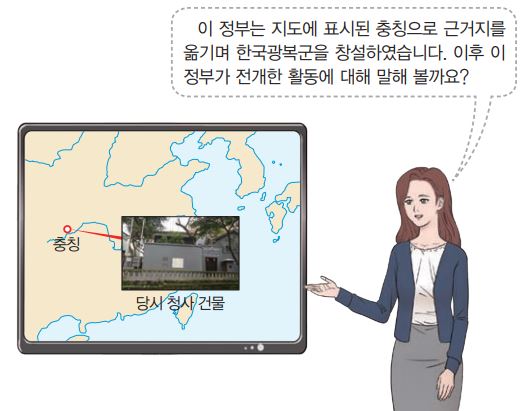 이 정부는 지도에 표시된 충칭으로 근거지를
옮기며 한국광복군을 창설하였습니다. 이후 이
정부가 전개한 활동에 대해 말해 볼까요?
충칭
당시 청사 건물